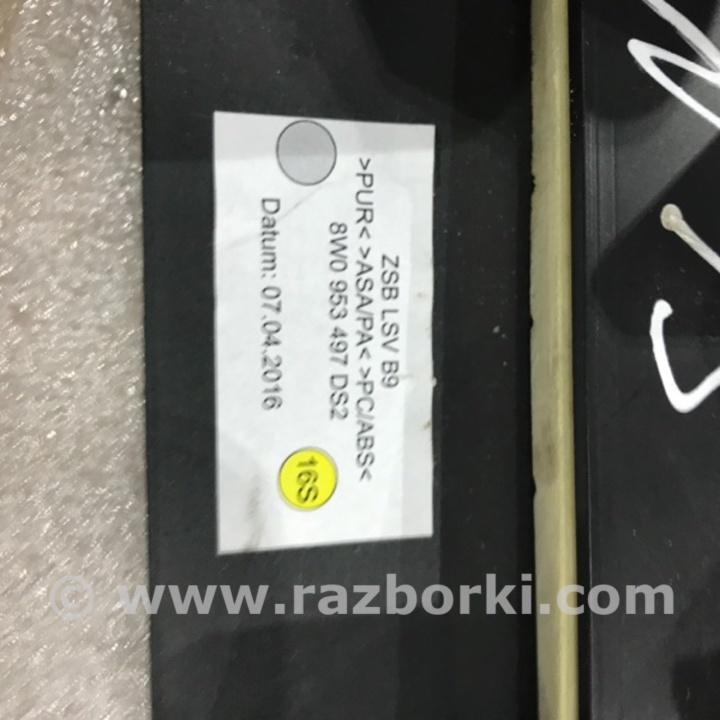 ZSB LSV B9
>PUR< >ASA/PA< >PC/ABS<
8W0 953 497 DS2
Datum: 07.04.2016
16S
© www.razborki.com